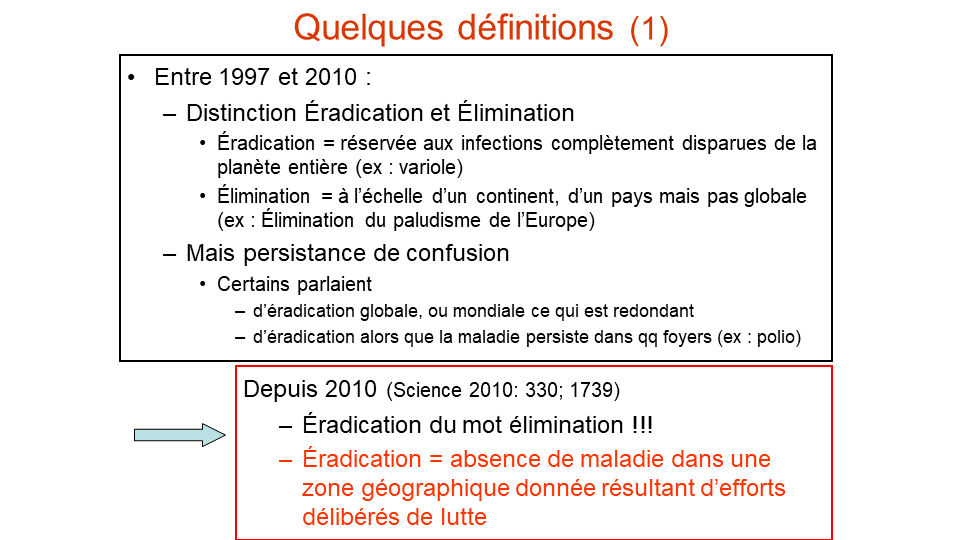 Quelques définitions (1)
• Entre 1997 et 2010 :
– Distinction Éradication et Élimination
• Éradication = réservée aux infections complètement disparues de la
planète entière (ex : variole)
• Élimination = à l’échelle d’un continent, d’un pays mais pas globale
(ex : Élimination du paludisme de l’Europe)
– Mais persistance de confusion
• Certains parlaient
– d’éradication globale, ou mondiale ce qui est redondant
– d’éradication alors que la maladie persiste dans qq foyers (ex : polio)
Depuis 2010 (Science 2010: 330; 1739)
– Éradication du mot élimination !!!
– Éradication = absence de maladie dans une
zone géographique donnée résultant d’efforts
délibérés de lutte